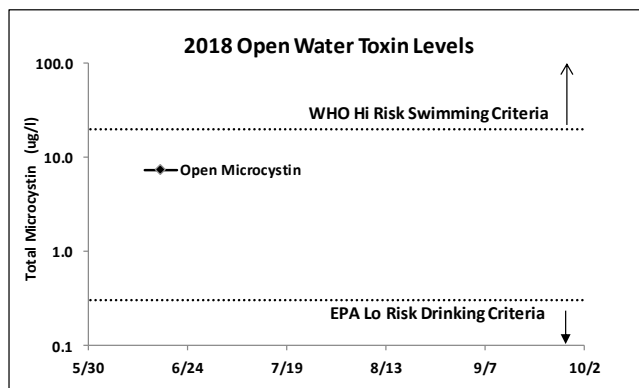 2018 Open Water Toxin Levels
100.0
WHO Hi Risk Swimming Criteria
10.0
Open Microcystin
Total Microcystin (ug/l)
1.0
EPA Lo Risk Drinking Criteria
0.1
5/30 6/24 7/19 8/13 9/7 10/2